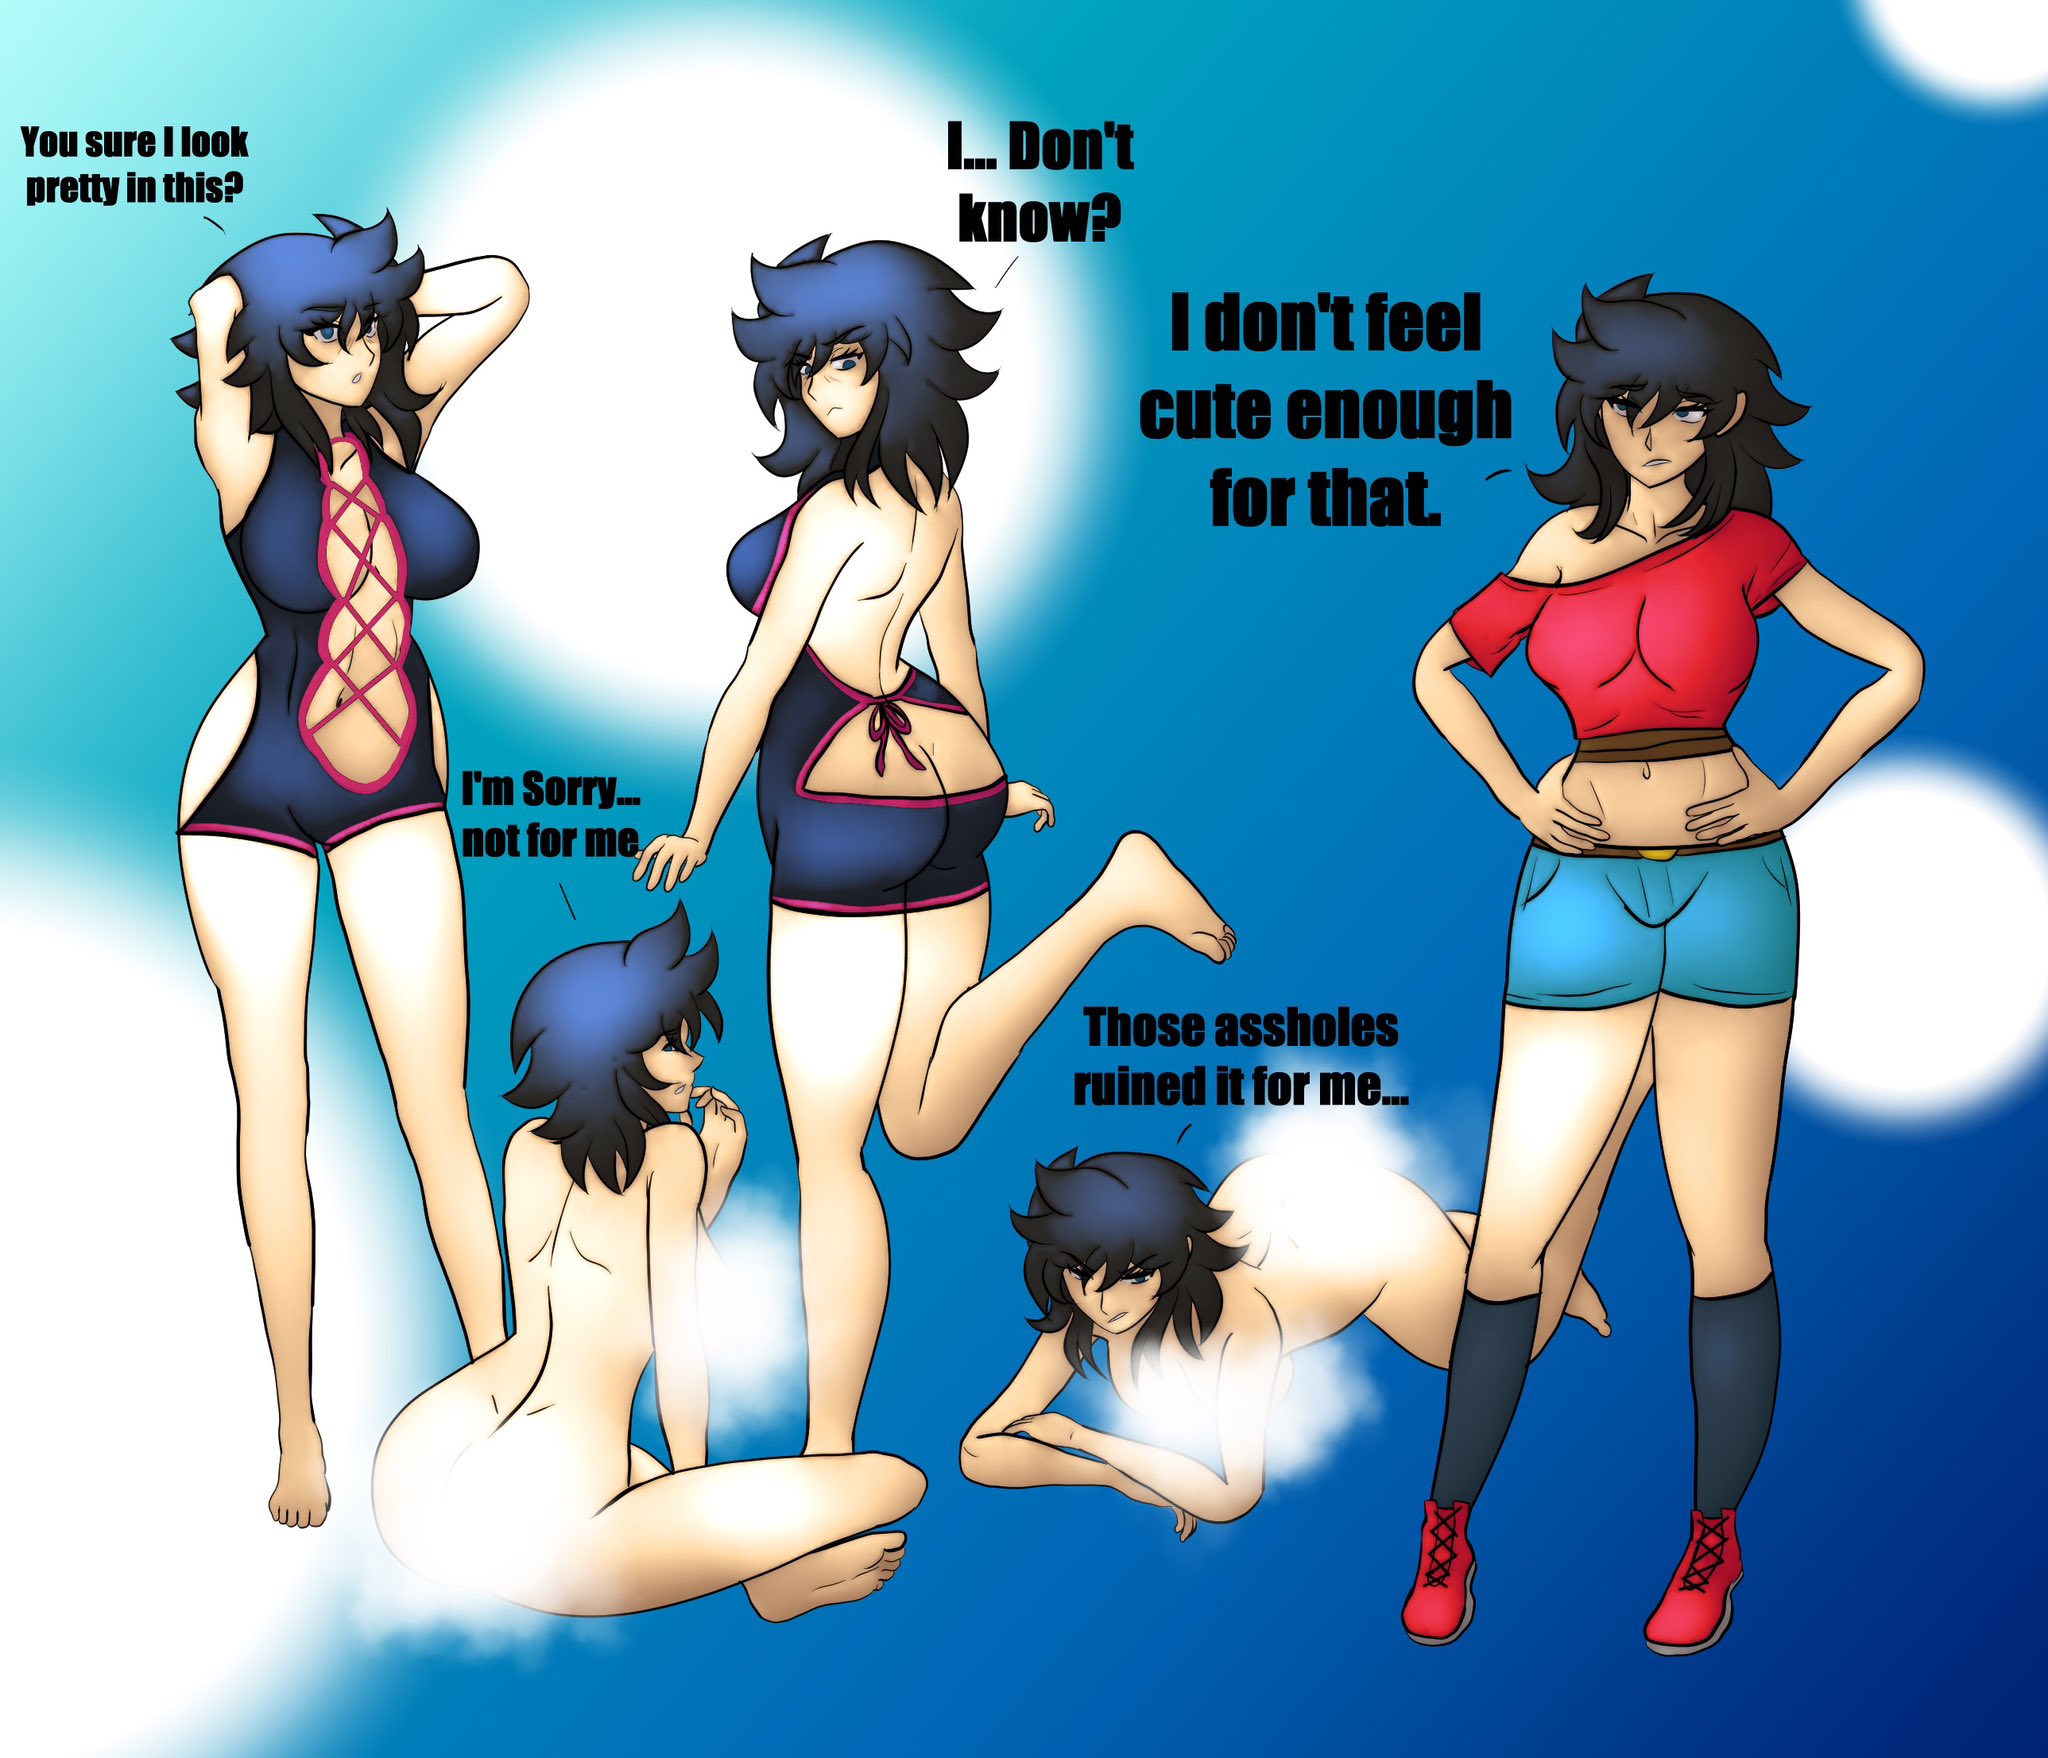 You sure I look
pretty in this?
I... Don't
know?
I don't feel
cute enough
for that.
I'm Sorry...
not for me
Those assholes
ruined it for me...